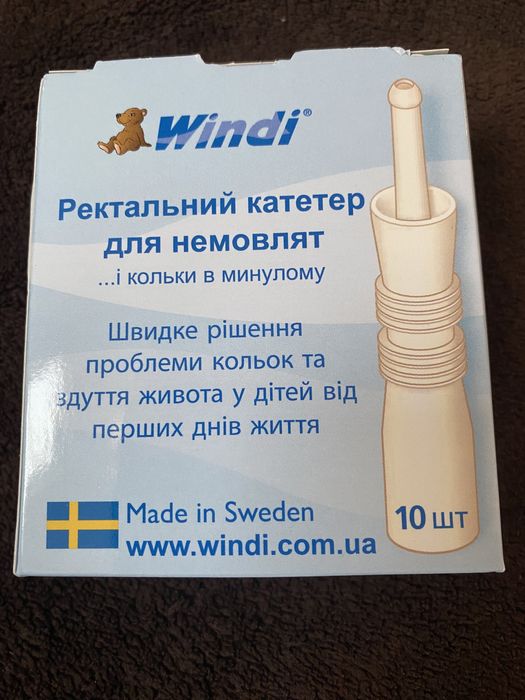 Windi®
Ректальний катетер
для немовлят
...і кольки в минулому
Швидке рішення
проблеми кольок та
здуття живота у дітей від
перших днів життя
10 шт
Made in Sweden
www.windi.com.ua